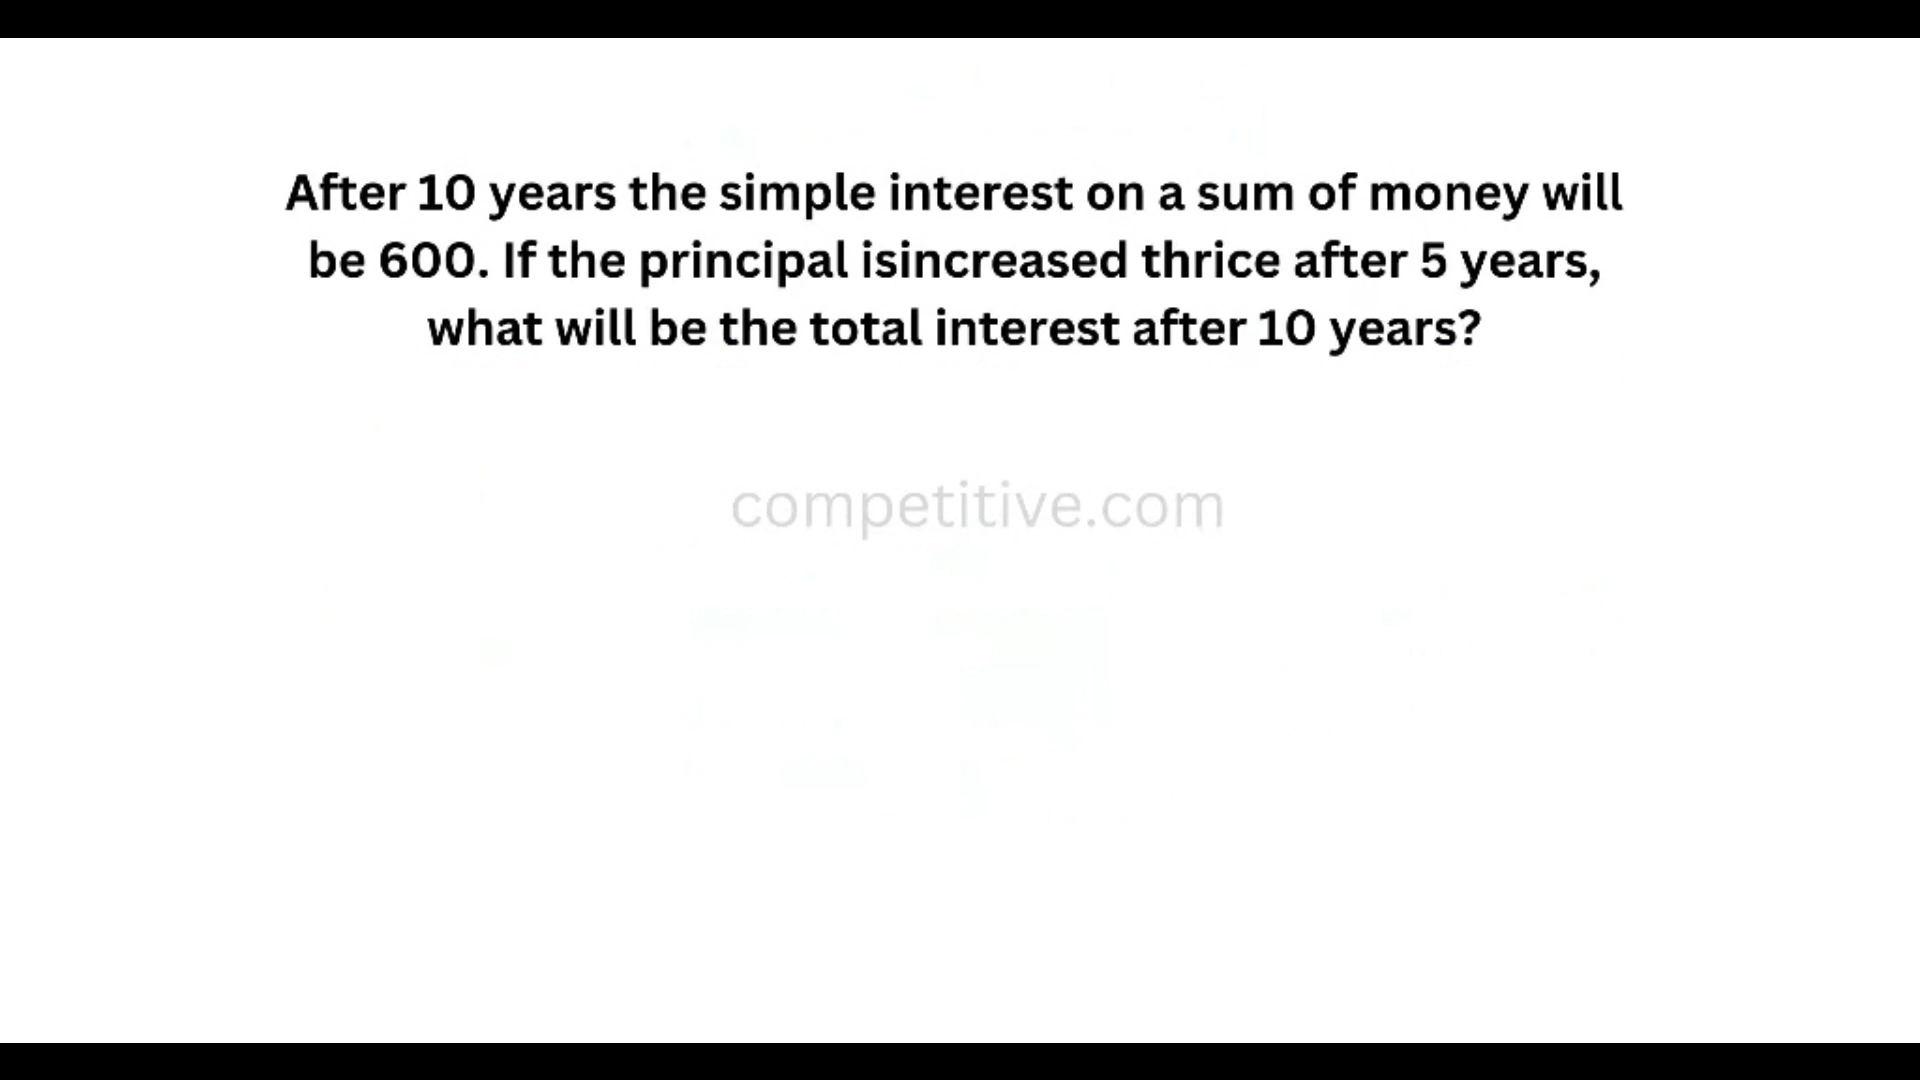 After 10 years the simple interest on a sum of money will
be 600. If the principal isincreased thrice after 5 years,
what will be the total interest after 10 years?
competitive.com